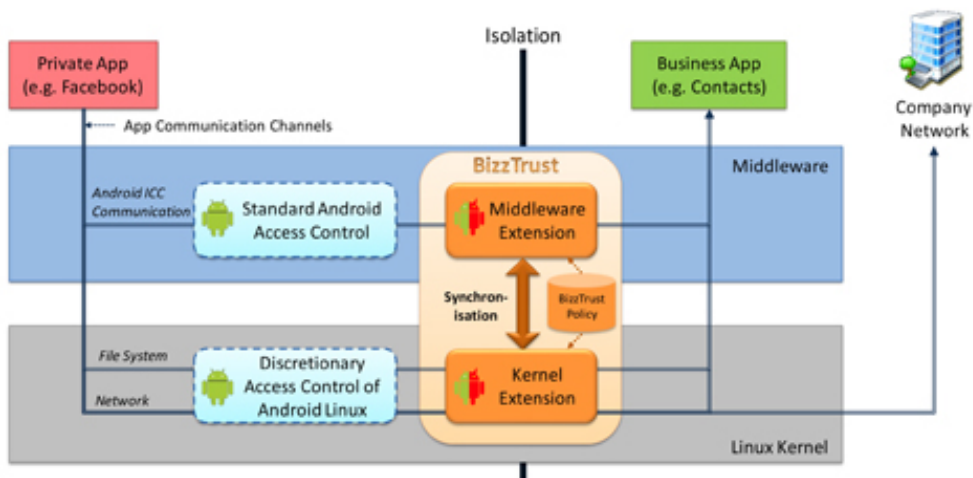 Isolation
Private App
(e.g. Facebook)
Business App
(e.g. Contacts)
Company
Network
App Communication Channels
BizzTrust
Middleware
Android ICC
Communication
Standard Android
Access Control
Middleware
Extension
Synchron-
isation
BizzTrust
Policy
File System
Network
Discretionary
Access Control of
Android Linux
Kernel
Extension
Linux Kernel